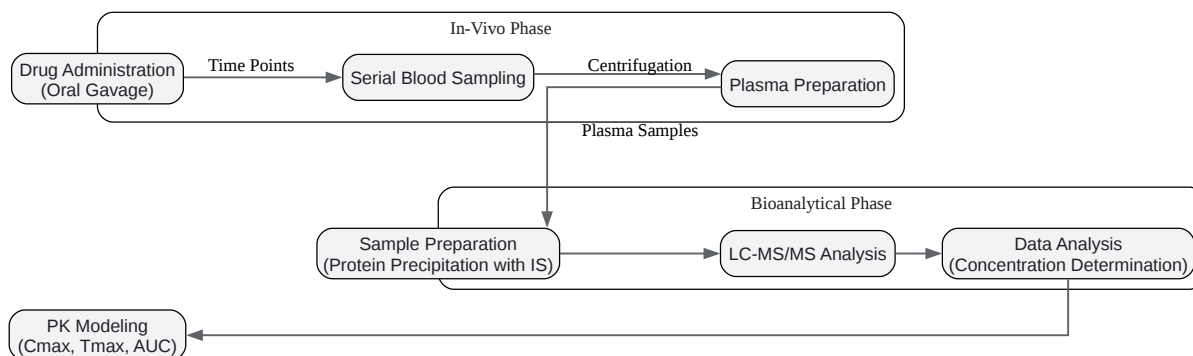 In-Vivo Phase
Drug Administration
(Oral Gavage)
Time Points
Serial Blood Sampling
Centrifugation
Plasma Preparation
Plasma Samples
Bioanalytical Phase
Sample Preparation
(Protein Precipitation with IS)
LC-MS/MS Analysis
Data Analysis
(Concentration Determination)
PK Modeling
(Cmax, Tmax, AUC)